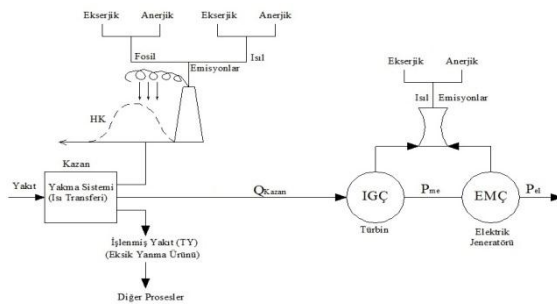 Ekserjik Anerjik Ekserjik Anerjik
Fosil Isıl
Emisyonlar
HK
Ekserjik Anerjik
Isıl Emisyonlar
Kazan
Yakıt
Yakma Sistemi
(Isı Transferi)
QKazan
IGÇ
Pme
EMÇ
Pel
Türbin
Elektrik
Jeneratörü
İşlenmiş Yakıt (TY)
(Eksik Yanma Ürünü)
Diğer Prosesler